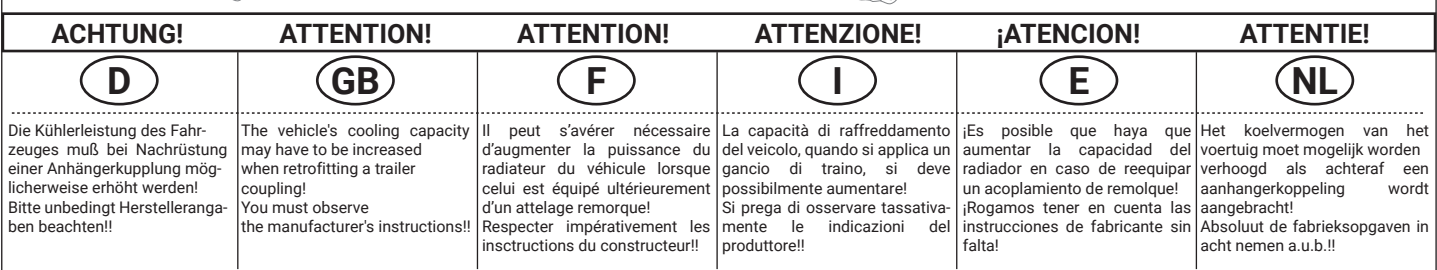 ACHTUNG!
ATTENTION!
ATTENTION!
ATTENZIONE!
¡ATENCION!
ATTENTIE!
D
GB
F
I
E
NL
Die Kühlerleistung des Fahr-
zeuges muß bei Nachrüstung
einer Anhängerkupplung mög-
licherweise erhöht werden!
Bitte unbedingt Herstelleranga-
ben beachten!!
The vehicle's cooling capacity
may have to be increased
when retrofitting a trailer
coupling!
You must observe
the manufacturer's instructions!!
Il peut s’avérer nécessaire
d’augmenter la puissance du
radiateur du véhicule lorsque
celui est équipé ultérieurement
d’un attelage remorque!
Respecter impérativement les
insctructions du constructeur!!
La capacità di raffreddamento
del veicolo, quando si applica un
gancio di traino, si deve
possibilmente aumentare!
Si prega di osservare tassativa-
mente le indicazioni del
produttore!!
¡Es posible que haya que
aumentar la capacidad del
radiador en caso de reequipar
un acoplamiento de remolque!
¡Rogamos tener en cuenta las
instrucciones de fabricante sin
falta!
Het koelvermogen van het
voertuig moet mogelijk worden
verhoogd als achteraf een
aanhangerkoppeling wordt
aangebracht!
Absoluut de fabrieksopgaven in
acht nemen a.u.b.!!